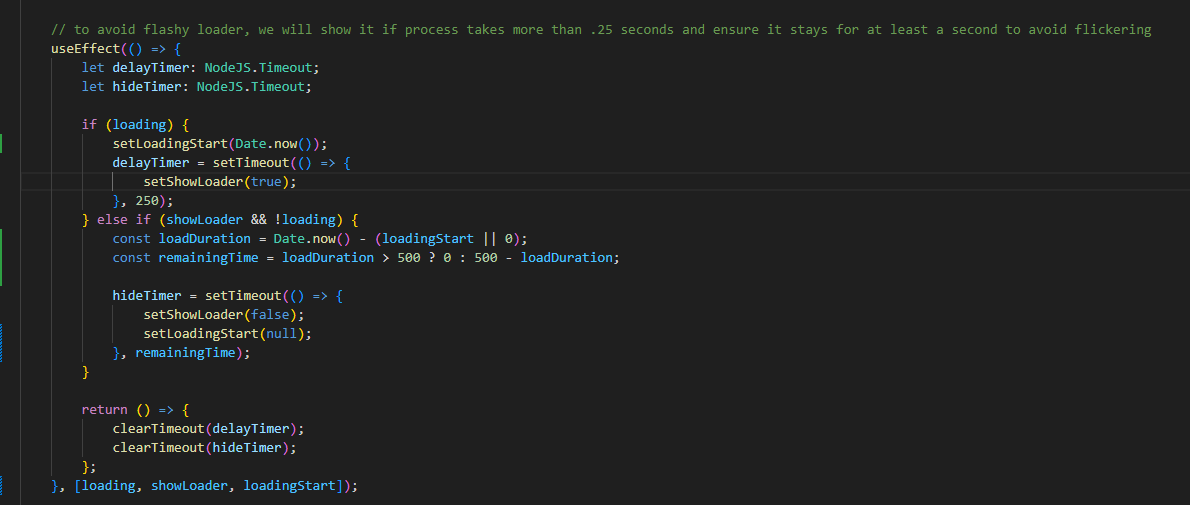 // to avoid flashy loader, we will show it if process takes more than .25 seconds and ensure it stays for at least a second to avoid flickering
useEffect(() => {
    let delayTimer: NodeJS.Timeout;
    let hideTimer: NodeJS.Timeout;

    if (loading) {
        setLoadingStart(Date.now());
        delayTimer = setTimeout(() => {
            setShowLoader(true);
        }, 250);
    } else if (showLoader && !loading) {
        const loadDuration = Date.now() - (loadingStart || 0);
        const remainingTime = loadDuration > 500 ? 0 : 500 - loadDuration;

        hideTimer = setTimeout(() => {
            setShowLoader(false);
            setLoadingStart(null);
        }, remainingTime);
    }

    return () => {
        clearTimeout(delayTimer);
        clearTimeout(hideTimer);
    };
}, [loading, showLoader, loadingStart]);